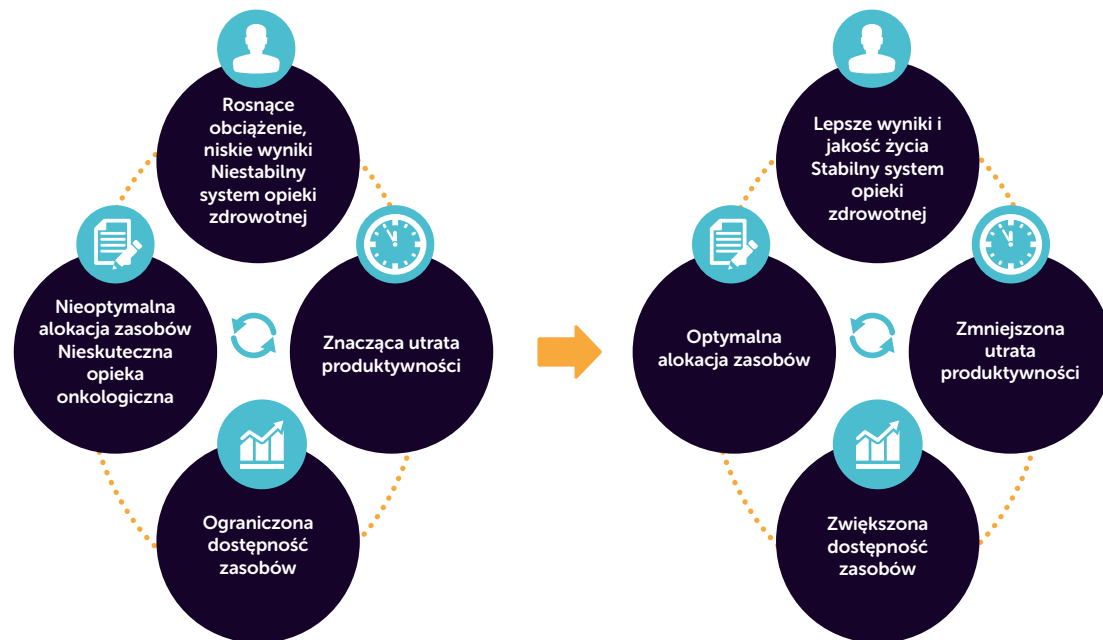 Rosnące
obciążenie,
niskie wyniki
Niestabilny
system opieki
zdrowotnej
Nieoptymalna
alokacja zasobów
Nieskuteczna
opieka
onkologiczna
Znacząca utrata
produktywności
Ograniczona
dostępność
zasobów
Lepsze wyniki i
jakość życia
Stabilny system
opieki
zdrowotnej
Optymalna
alokacja zasobów
Zmniejszona
utrata
produktywności
Zwiększona
dostępność
zasobów